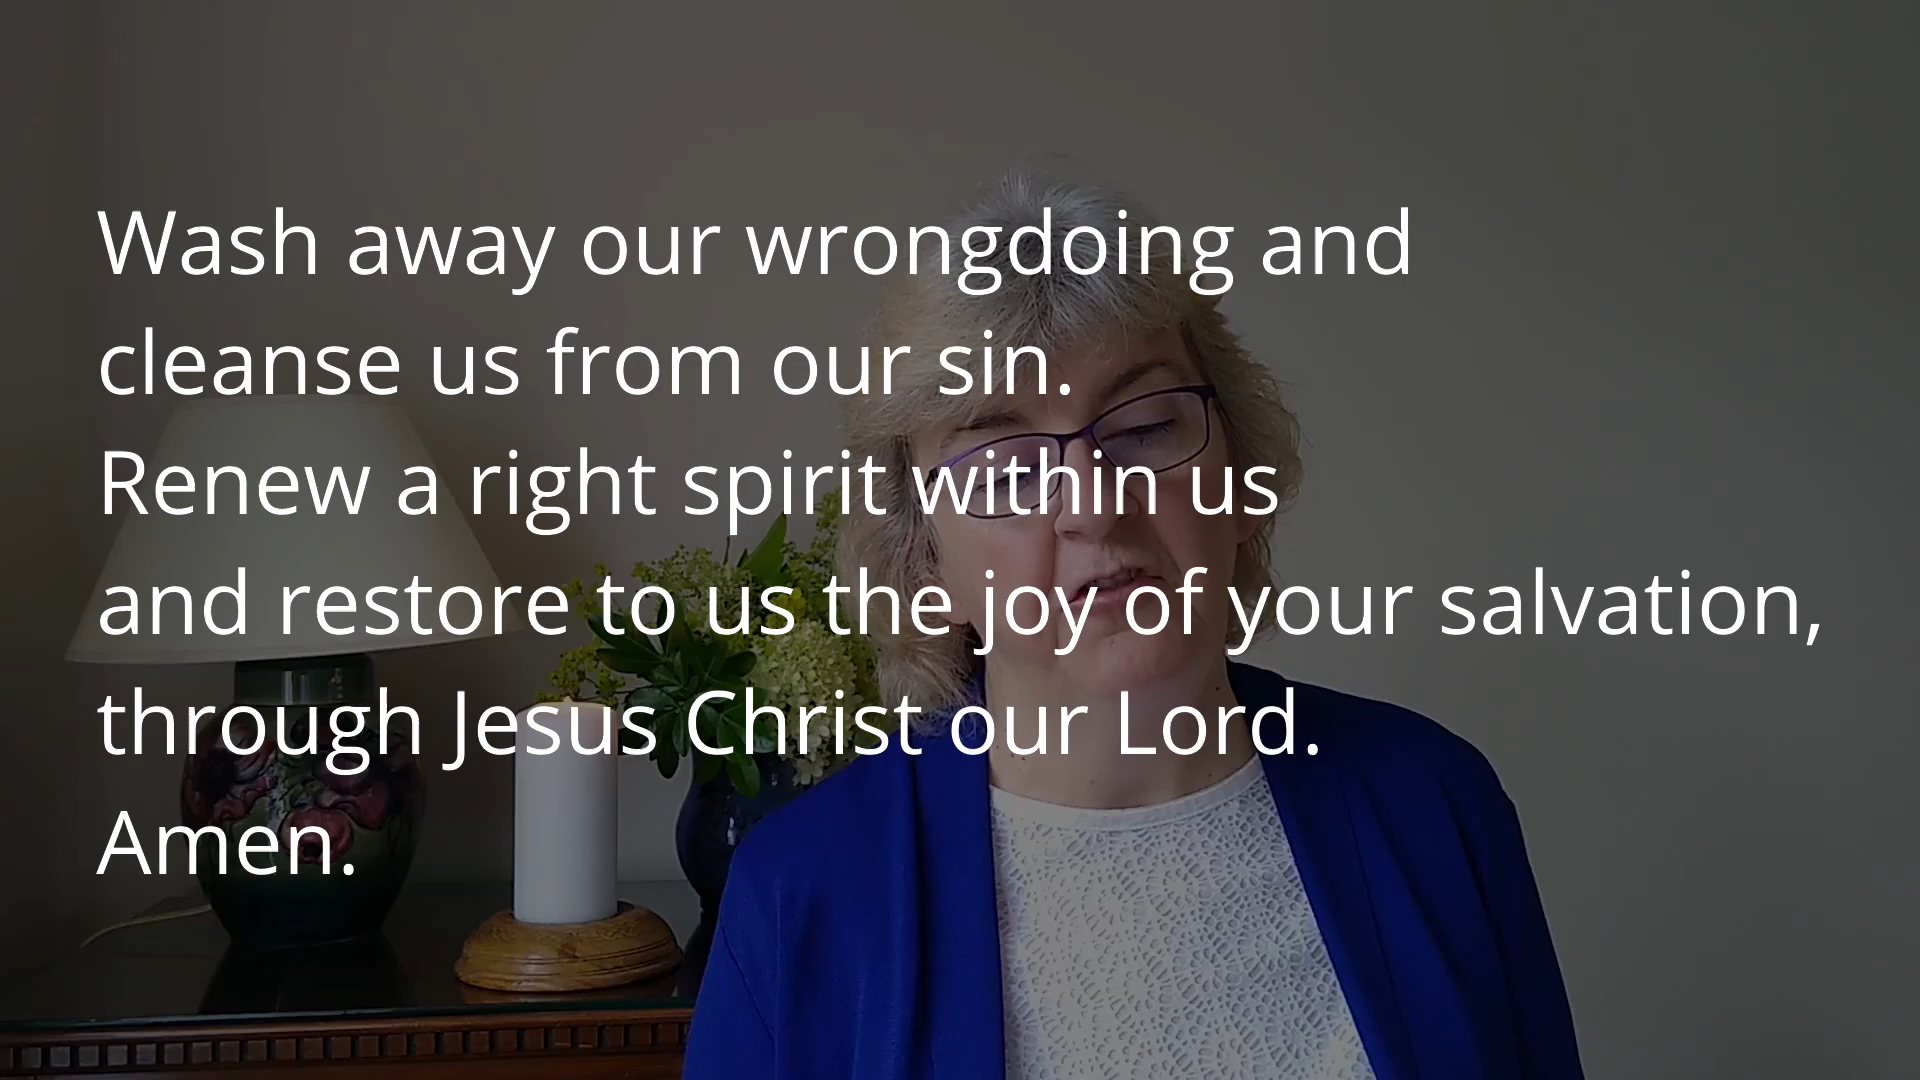 Wash away our wrongdoing and
cleanse us from our sin.
Renew a right spirit within us
and restore to us the joy of your salvation,
through Jesus Christ our Lord.
Amen.